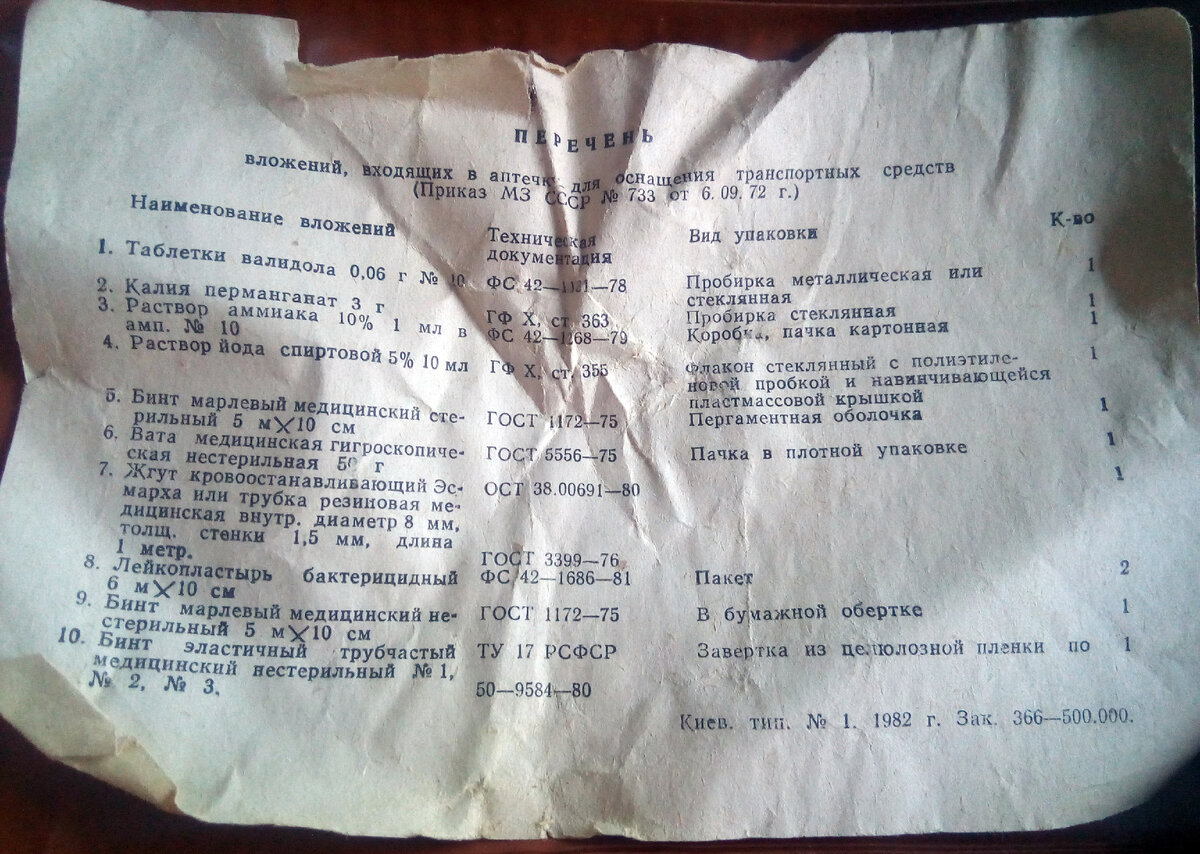 ПЕРЕЧЕНЬ
вложений, входящих в аптечку для оснащения транспортных средств
(Приказ МЗ СССР № 733 от 6.09.72 г.)
Наименование вложений Техническая документация Вид упаковки К-во
1. Таблетки валидола 0,06 г № 10 ФС 42— —78 Пробирка металлическая или 1
стеклянная
2. Калия перманганат 3 г ГФ X, ст. 363 Пробирка стеклянная 1
3. Раствор аммиака 10% 1 мл в ФС 42—1268—79 Коробка, пачка картонная 1
амп. № 10
4. Раствор йода спиртовой 5% 10 мл ГФ X, ст. 355 Флакон стеклянный с полиэтиле- 1
новой пробкой и навинчивающейся
пластмассовой крышкой
5. Бинт марлевый медицинский сте- ГОСТ 1172—75 Пергаментная оболочка 1
рильный 5 м×10 см
6. Вата медицинская гигроскопиче- ГОСТ 5556—75 Пачка в плотной упаковке 1
ская нестерильная 50 г
7. Жгут кровоостанавливающий Эс- ОСТ 38.00691—80 1
марха или трубка резиновая ме-
дицинская внутр. диаметр 8 мм,
толщ. стенки 1,5 мм, длина
1 метр. ГОСТ 3399—76
8. Лейкопластырь бактерицидный ФС 42—1686—81 Пакет 2
6 м×10 см
9. Бинт марлевый медицинский не- ГОСТ 1172—75 В бумажной обертке 1
стерильный 5 м×10 см
10. Бинт эластичный трубчастый ТУ 17 РСФСР Завертка из целюлозной пленки по 1
медицинский нестерильный № 1,
№ 2, № 3, 50—9584—80
Киев. тип. № 1. 1982 г. Зак. 366—500.000.